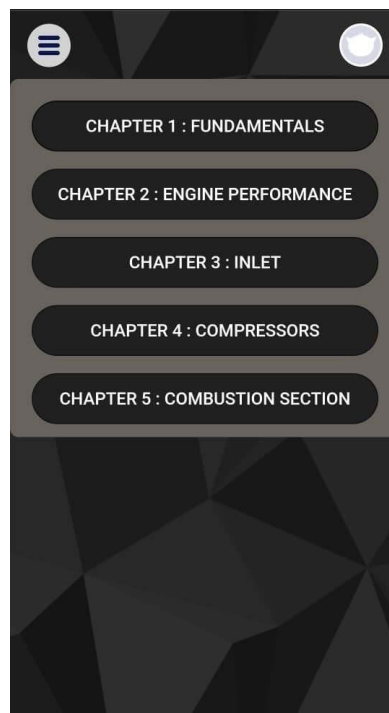 CHAPTER 1 : FUNDAMENTALS
CHAPTER 2 : ENGINE PERFORMANCE
CHAPTER 3 : INLET
CHAPTER 4 : COMPRESSORS
CHAPTER 5 : COMBUSTION SECTION